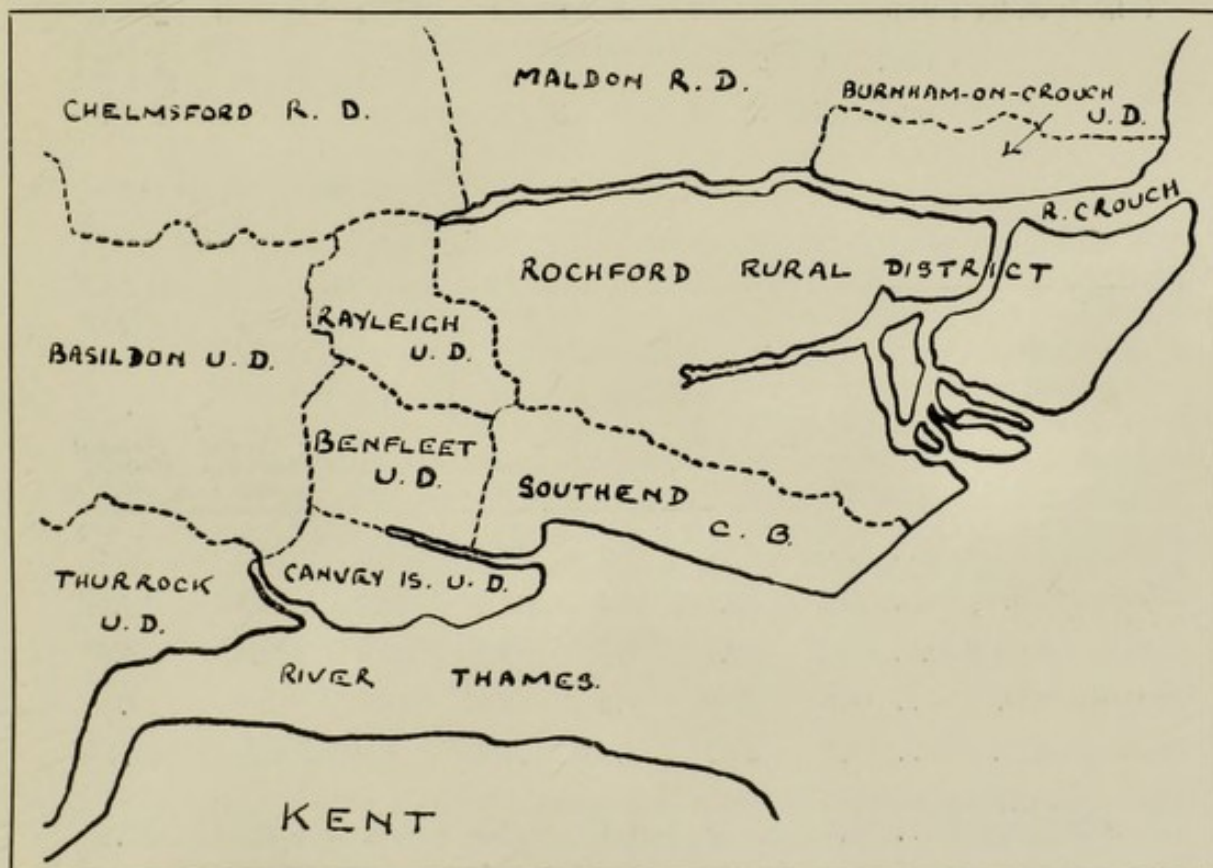 MALDON R. D.
CHELMSFORD R. D.
BURNHAM-ON-CROUCH
U. D.
R. CROUCH
ROCHFORD RURAL DISTRICT
RAYLEIGH
U. D.
BASILDON U. D.
BENFLEET
U. D.
SOUTHEND
C. B.
CANVEY IS. U. D.
THURROCK
U. D.
RIVER THAMES.
KENT